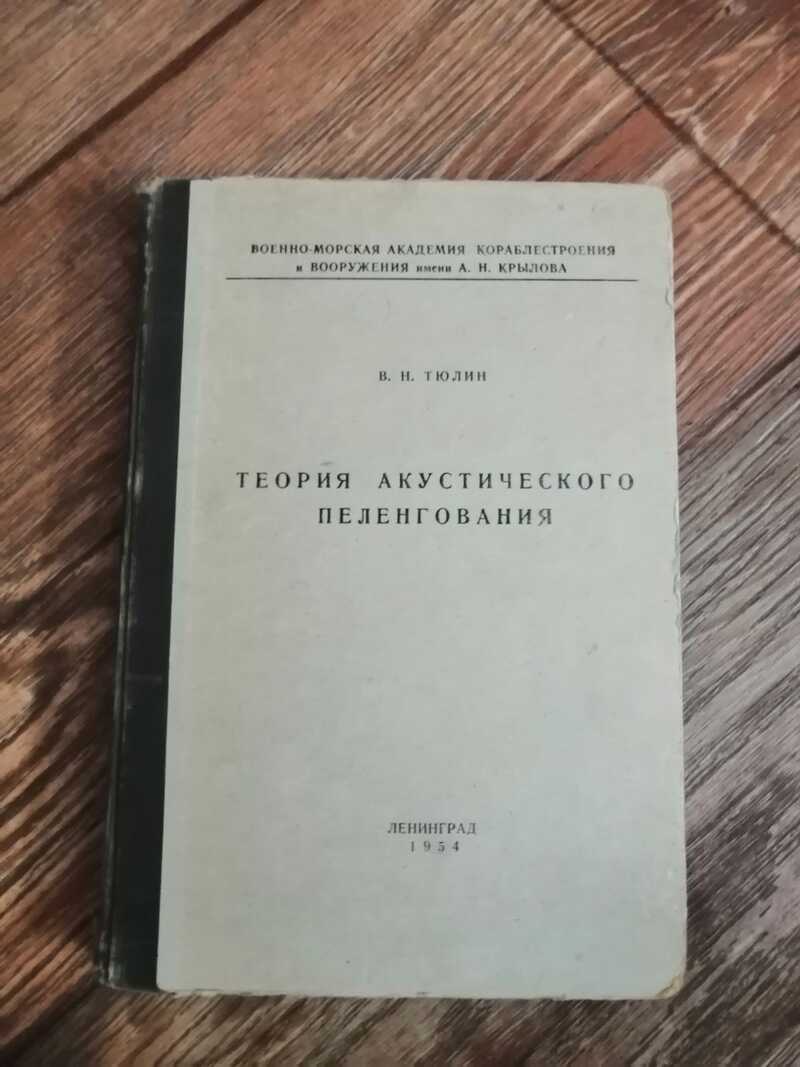 ВОЕННО-МОРСКАЯ АКАДЕМИЯ КОРАБЛЕСТРОЕНИЯ
и ВООРУЖЕНИЯ имени А. Н. КРЫЛОВА
В. Н. ТЮЛИН
ТЕОРИЯ АКУСТИЧЕСКОГО
ПЕЛЕНГОВАНИЯ
ЛЕНИНГРАД
1954